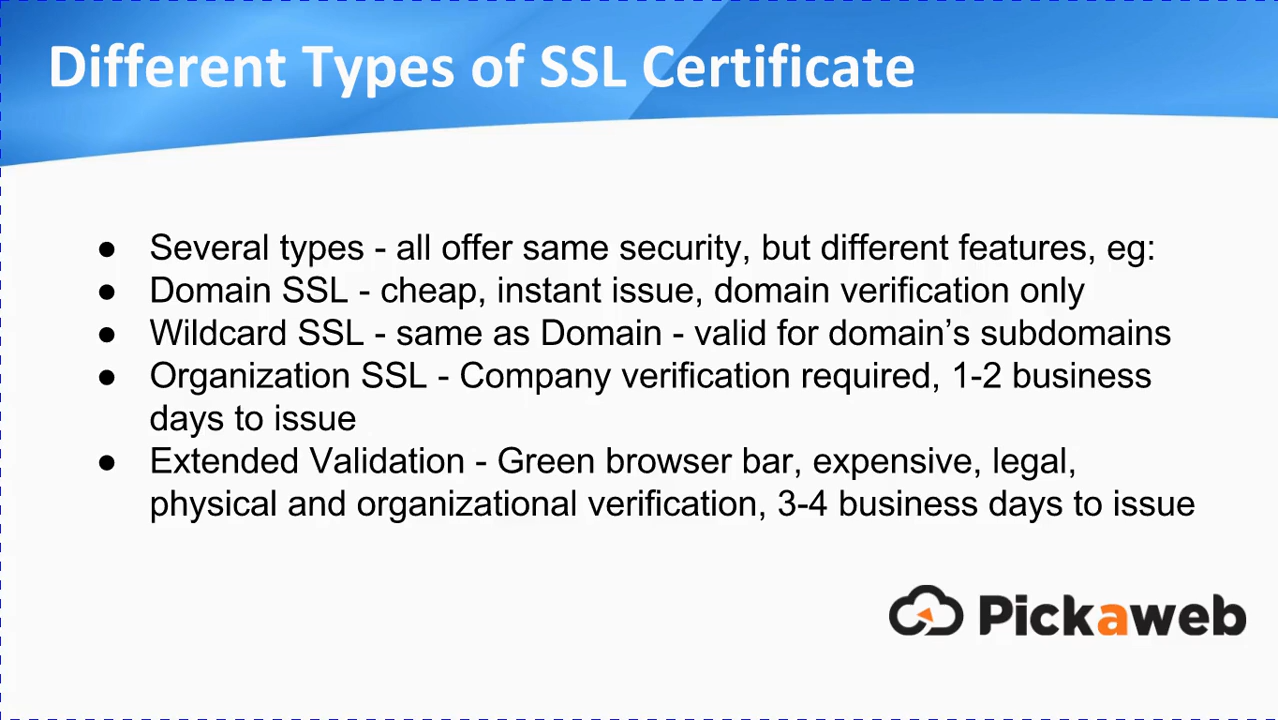 Different Types of SSL Certificate
● Several types - all offer same security, but different features, eg:
● Domain SSL - cheap, instant issue, domain verification only
● Wildcard SSL - same as Domain - valid for domain’s subdomains
● Organization SSL - Company verification required, 1-2 business
days to issue
● Extended Validation - Green browser bar, expensive, legal,
physical and organizational verification, 3-4 business days to issue
Pickaweb